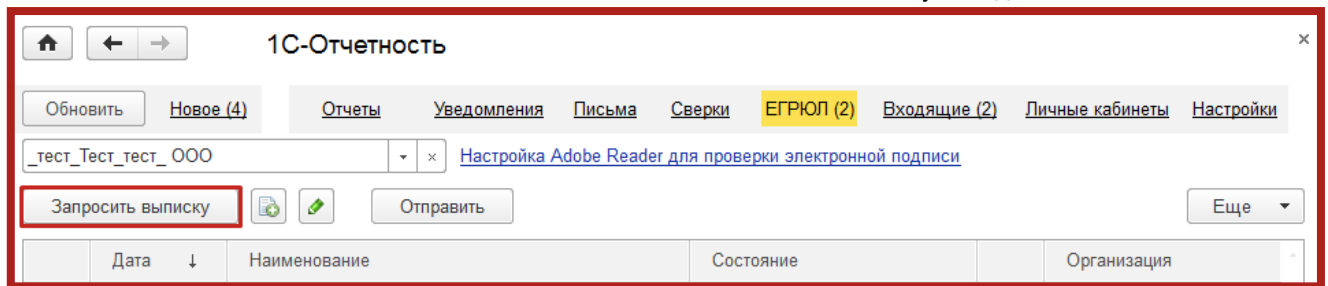 1С-Отчетность
Обновить Новое (4) Отчеты Уведомления Письма Сверки ЕГРЮЛ (2) Входящие (2) Личные кабинеты Настройки
_тест_Тест_тест_ ООО Настройка Adobe Reader для проверки электронной подписи
Запросить выписку Отправить Еще
Дата ↓ Наименование Состояние Организация